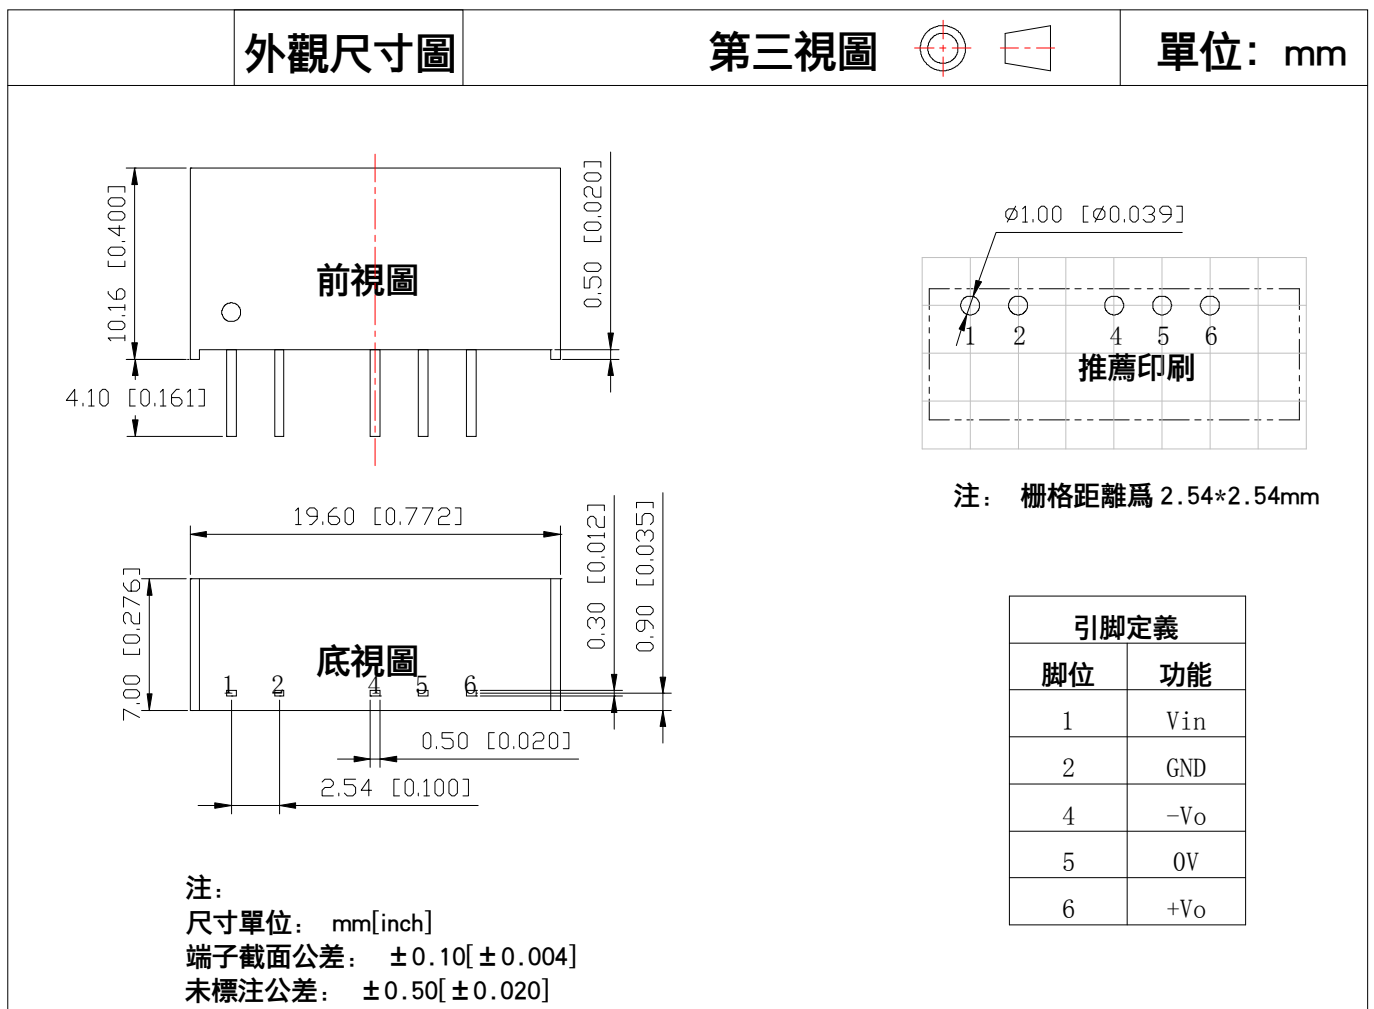 外觀尺寸圖
第三視圖
單位: mm
10.16 [0.400]
前視圖
0.50 [0.020]
4.10 [0.161]
ø1.00 [ø0.039]
1 2 4 5 6
推薦印刷
注: 栅格距離爲 2.54*2.54mm
19.60 [0.772]
7.00 [0.276]
底視圖
1 2 4 5 6
0.30 [0.012]
0.90 [0.035]
0.50 [0.020]
2.54 [0.100]
引脚定義
脚位 功能
1 Vin
2 GND
4 -Vo
5 0V
6 +Vo
注:
尺寸單位: mm[inch]
端子截面公差: ±0.10[±0.004]
未標注公差: ±0.50[±0.020]